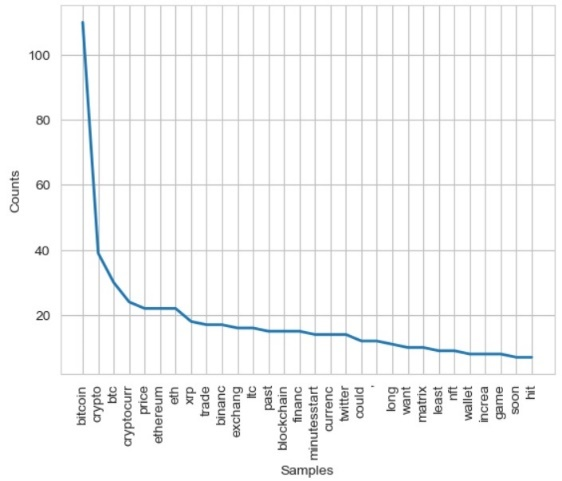 100
80
60
40
20
Counts
bitcoin
crypto
btc
cryptocurr
price
ethereum
eth
xrp
trade
binanc
exchang
ltc
past
blockchain
financ
minutesstart
currenc
twitter
could
'
long
want
matrix
least
nft
wallet
increa
game
soon
hit
Samples